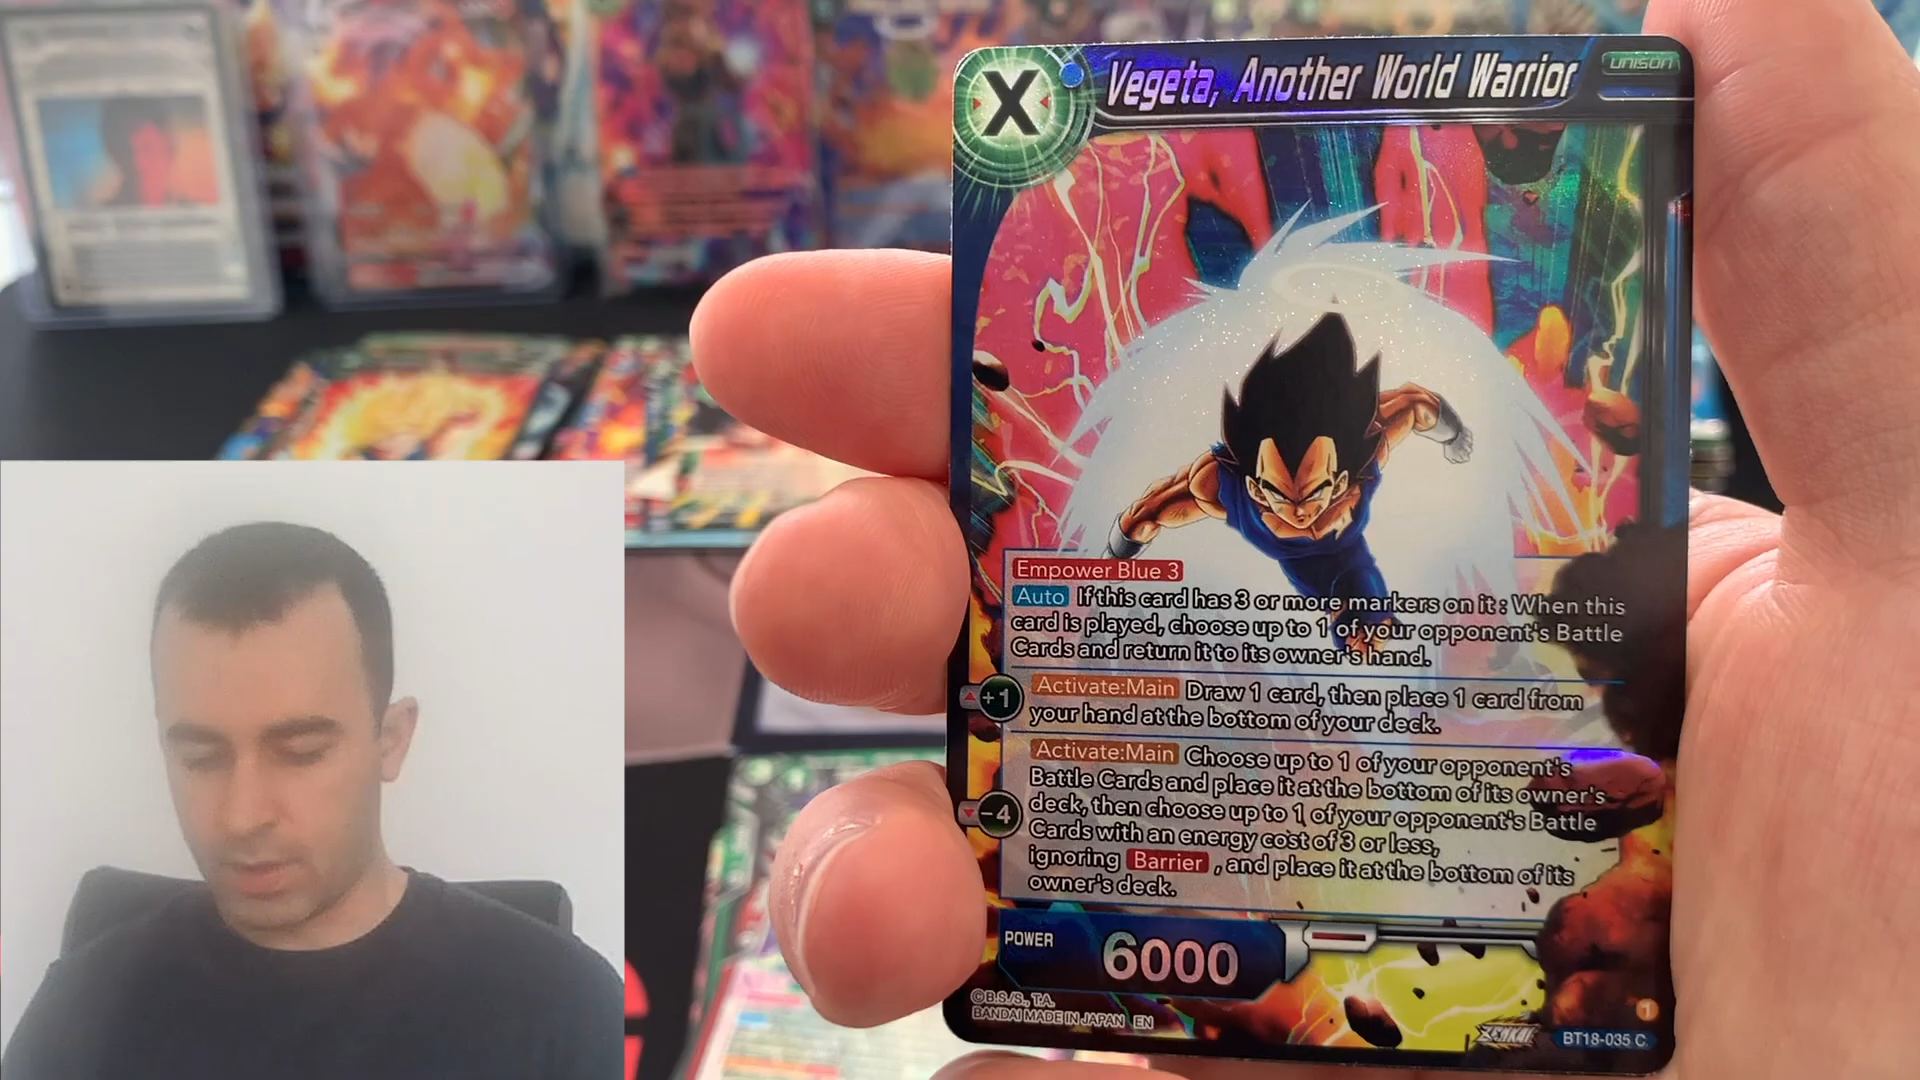 X
Vegeta, Another World Warrior
UNISON
Empower Blue 3
Auto If this card has 3 or more markers on it : When this
card is played, choose up to 1 of your opponent's Battle
Cards and return it to its owner's hand.
+1
Activate:Main Draw 1 card, then place 1 card from
your hand at the bottom of your deck.
-4
Activate:Main Choose up to 1 of your opponent's
Battle Cards and place it at the bottom of its owner's
deck, then choose up to 1 of your opponent's Battle
Cards with an energy cost of 3 or less,
ignoring Barrier , and place it at the bottom of its
owner's deck.
POWER
6000
©B.S./S., T.A.
BANDAI MADE IN JAPAN EN
ZENKAI
1
BT18-035 C